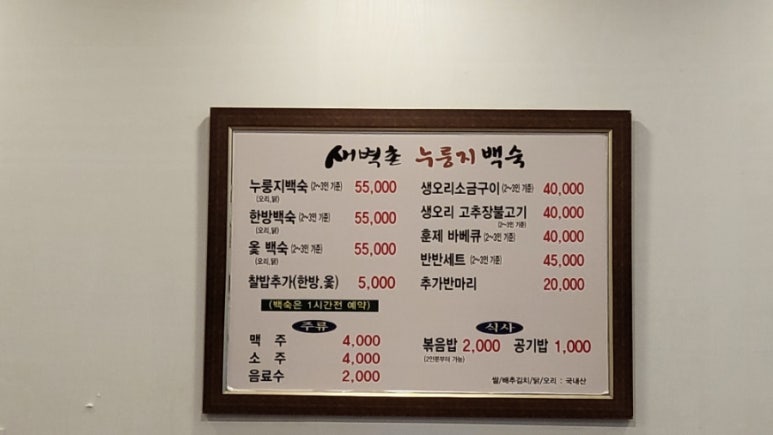 새벽촌 누룽지백숙
누룽지백숙 (2~3인 기준) 55,000
(오리,닭)
한방백숙 (2~3인 기준) 55,000
(오리,닭)
옻 백숙 (2~3인 기준) 55,000
(오리,닭)
찰밥추가(한방.옻) 5,000
(백숙은 1시간전 예약)
주류
맥 주 4,000
소 주 4,000
음료수 2,000
생오리소금구이 (2~3인 기준) 40,000
생오리 고추장불고기 40,000
(2~3인 기준)
훈제 바베큐 (2~3인 기준) 40,000
반반세트 (2~3인 기준) 45,000
추가반마리 20,000
식사
볶음밥 2,000 공기밥 1,000
(2인분부터 가능)
쌀/배추김치/닭/오리 : 국내산